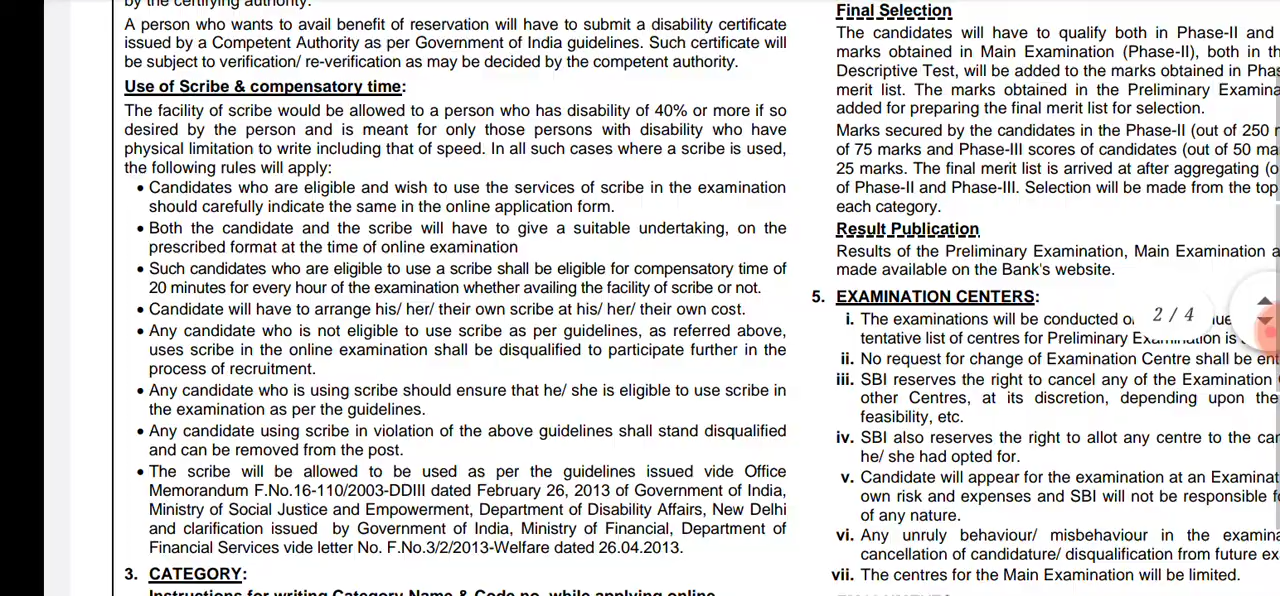 by the certifying authority.
A person who wants to avail benefit of reservation will have to submit a disability certificate
issued by a Competent Authority as per Government of India guidelines. Such certificate will
be subject to verification/ re-verification as may be decided by the competent authority.
Use of Scribe & compensatory time:
The facility of scribe would be allowed to a person who has disability of 40% or more if so
desired by the person and is meant for only those persons with disability who have
physical limitation to write including that of speed. In all such cases where a scribe is used,
the following rules will apply:
• Candidates who are eligible and wish to use the services of scribe in the examination
should carefully indicate the same in the online application form.
• Both the candidate and the scribe will have to give a suitable undertaking, on the
prescribed format at the time of online examination
• Such candidates who are eligible to use a scribe shall be eligible for compensatory time of
20 minutes for every hour of the examination whether availing the facility of scribe or not.
• Candidate will have to arrange his/ her/ their own scribe at his/ her/ their own cost.
• Any candidate who is not eligible to use scribe as per guidelines, as referred above,
uses scribe in the online examination shall be disqualified to participate further in the
process of recruitment.
• Any candidate who is using scribe should ensure that he/ she is eligible to use scribe in
the examination as per the guidelines.
• Any candidate using scribe in violation of the above guidelines shall stand disqualified
and can be removed from the post.
• The scribe will be allowed to be used as per the guidelines issued vide Office
Memorandum F.No.16-110/2003-DDIII dated February 26, 2013 of Government of India,
Ministry of Social Justice and Empowerment, Department of Disability Affairs, New Delhi
and clarification issued by Government of India, Ministry of Financial, Department of
Financial Services vide letter No. F.No.3/2/2013-Welfare dated 26.04.2013.
3. CATEGORY:
Instructions for writing Category Name & Code no. while applying online
Final Selection
The candidates will have to qualify both in Phase-II and
marks obtained in Main Examination (Phase-II), both in
Descriptive Test, will be added to the marks obtained in
merit list. The marks obtained in the Preliminary
added for preparing the final merit list for selection.
Marks secured by the candidates in the Phase-II (out of 250
of 75 marks and Phase-III scores of candidates (out of 50
25 marks. The final merit list is arrived at after aggregating
of Phase-II and Phase-III. Selection will be made from the top
each category.
Result Publication
Results of the Preliminary Examination, Main Examination
made available on the Bank's website.
5. EXAMINATION CENTERS:
i. The examinations will be conducted
2 / 4
tentative list of centres for Preliminary Examination is
ii. No request for change of Examination Centre shall be
iii. SBI reserves the right to cancel any of the Examination
other Centres, at its discretion, depending upon the
feasibility, etc.
iv. SBI also reserves the right to allot any centre to the
he/ she had opted for.
v. Candidate will appear for the examination at an
own risk and expenses and SBI will not be responsible
of any nature.
vi. Any unruly behaviour/ misbehaviour in the
cancellation of candidature/ disqualification from future
vii. The centres for the Main Examination will be limited.